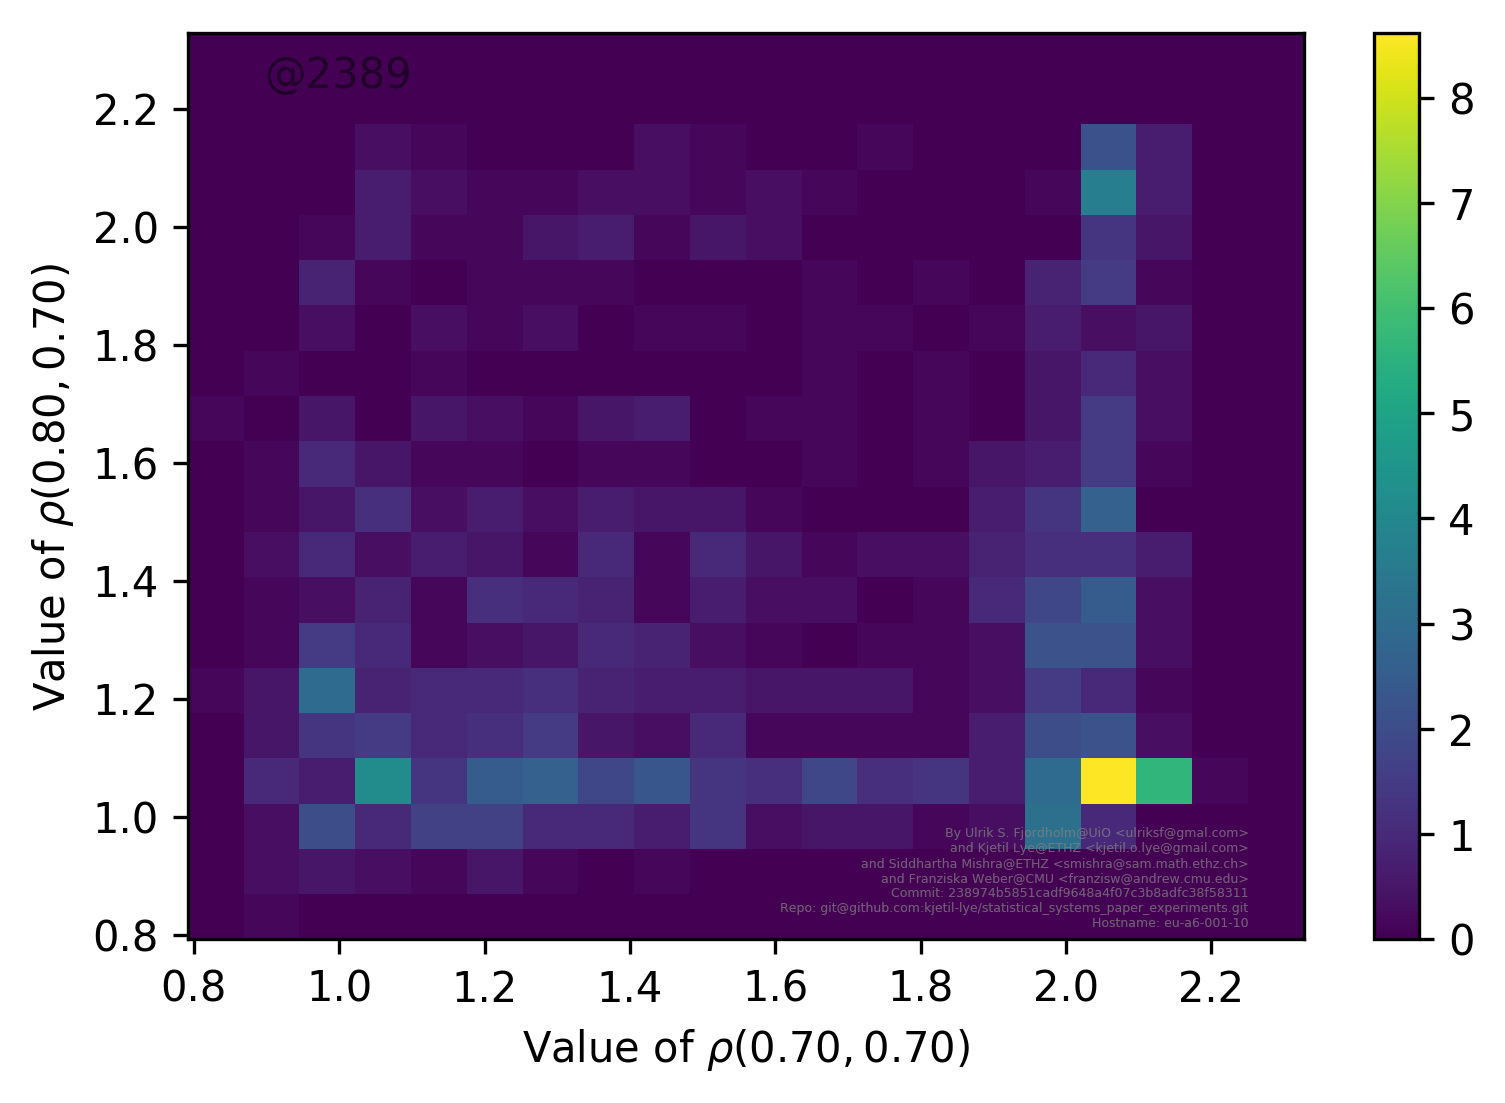 @2389
2.2
2.0
1.8
1.6
1.4
1.2
1.0
0.8
Value of ρ(0.80, 0.70)
0.8 1.0 1.2 1.4 1.6 1.8 2.0 2.2
Value of ρ(0.70, 0.70)
8
7
6
5
4
3
2
1
0
By Ulrik S. Fjordholm@UiO <ulriksf@gmal.com>
and Kjetil Lye@ETHZ <kjetil.o.lye@gmail.com>
and Siddhartha Mishra@ETHZ <smishra@sam.math.ethz.ch>
and Franziska Weber@CMU <franzisw@andrew.cmu.edu>
Commit: 238974b5851cadf9648a4f07c3b8adfc38f58311
Repo: git@github.com:kjetil-lye/statistical_systems_paper_experiments.git
Hostname: eu-a6-001-10